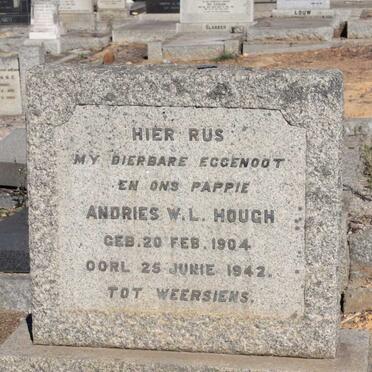 LOUW
HIER RUS
MY DIERBARE EGGENOOT
EN ONS PAPPIE
ANDRIES W.L. HOUGH
GEB. 20 FEB. 1904
OORL 25 JUNIE 1942.
TOT WEERSIENS.